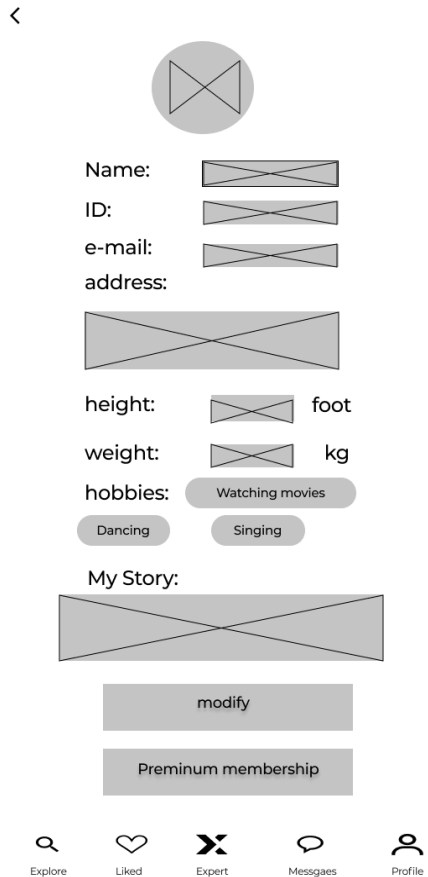 Name:
ID:
e-mail:
address:
height: foot
weight: kg
hobbies: Watching movies
Dancing Singing
My Story:
modify
Preminum membership
Explore Liked Expert Messgaes Profile